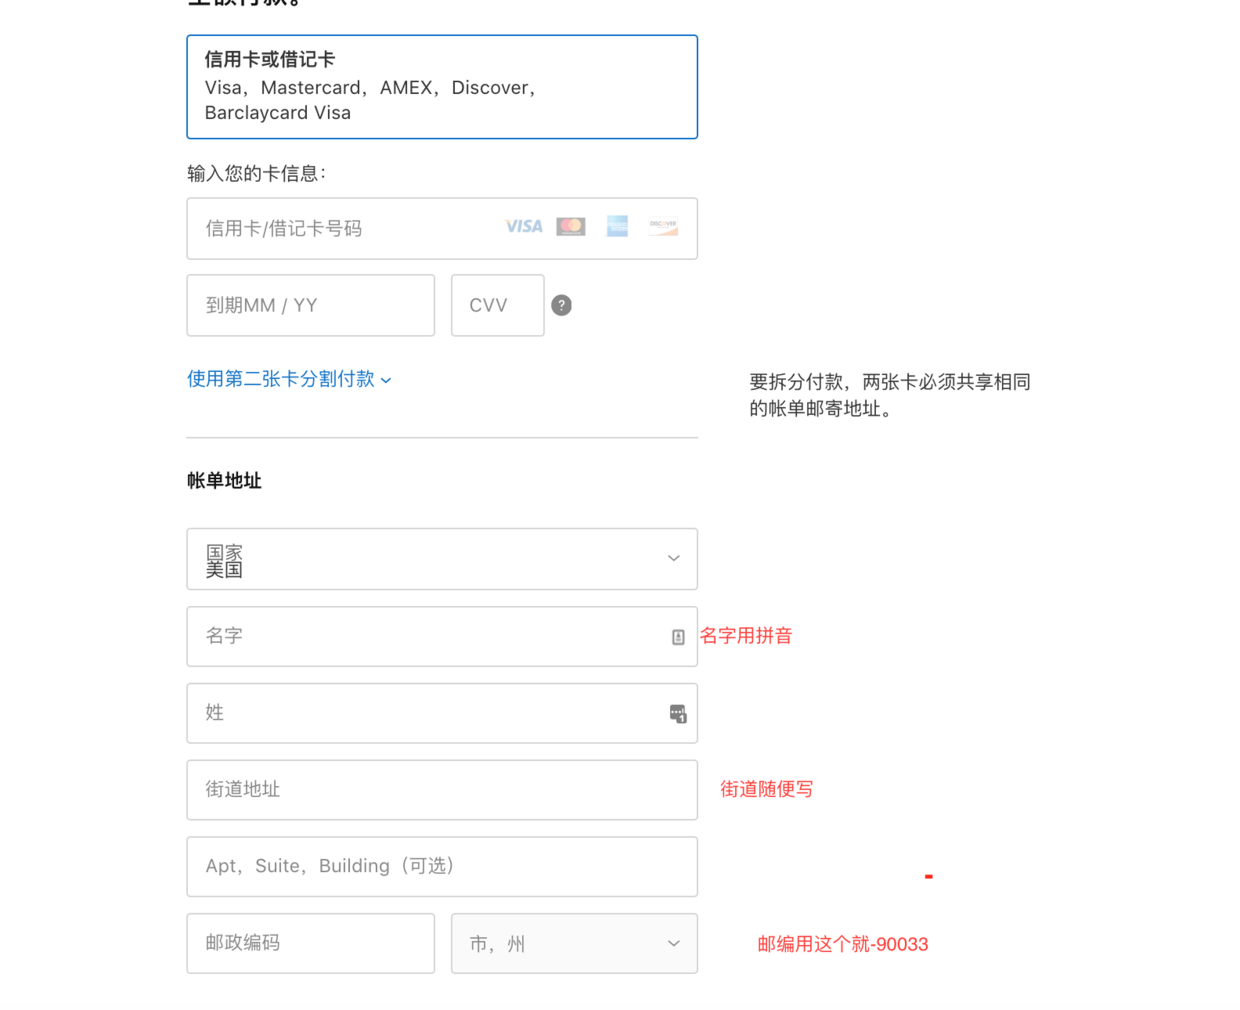 信用卡或借记卡
Visa，Mastercard，AMEX，Discover，
Barclaycard Visa
输入您的卡信息：
信用卡/借记卡号码 VISA DISCOVER
到期MM / YY CVV ?
使用第二张卡分割付款
要拆分付款，两张卡必须共享相同
的帐单邮寄地址。
帐单地址
国家
美国
名字 名字用拼音
姓
街道地址 街道随便写
Apt，Suite，Building（可选）
邮政编码 市，州 邮编用这个就-90033